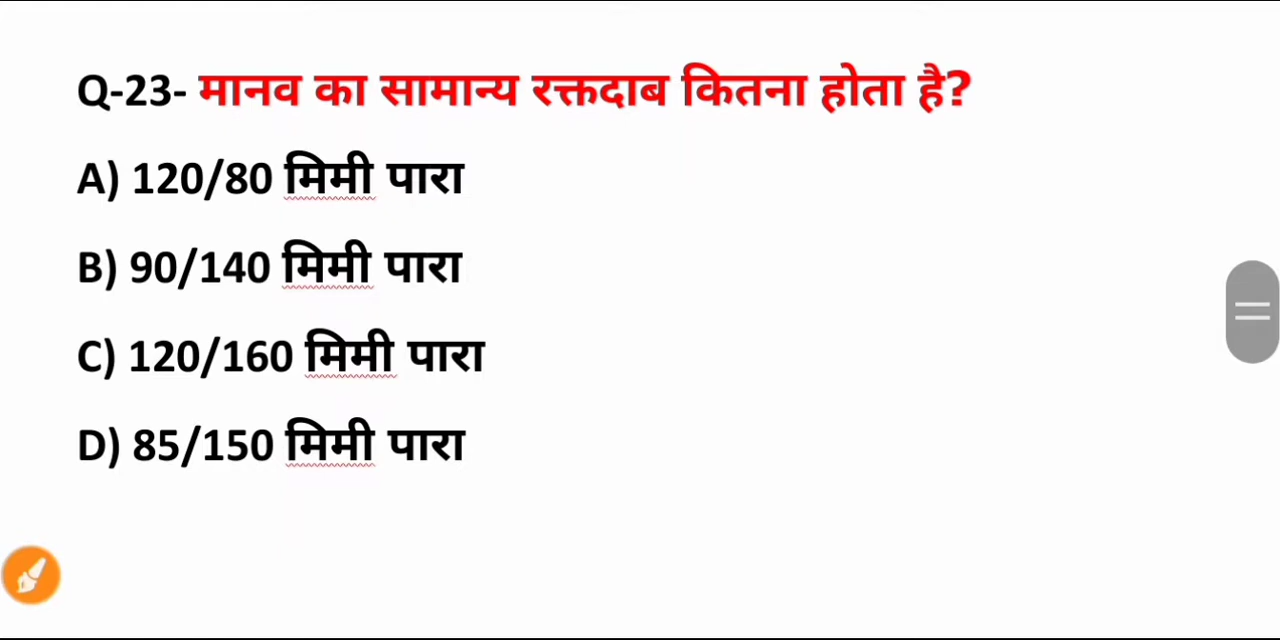 Q-23- मानव का सामान्य रक्तदाब कितना होता है?
A) 120/80 मिमी पारा
B) 90/140 मिमी पारा
C) 120/160 मिमी पारा
D) 85/150 मिमी पारा